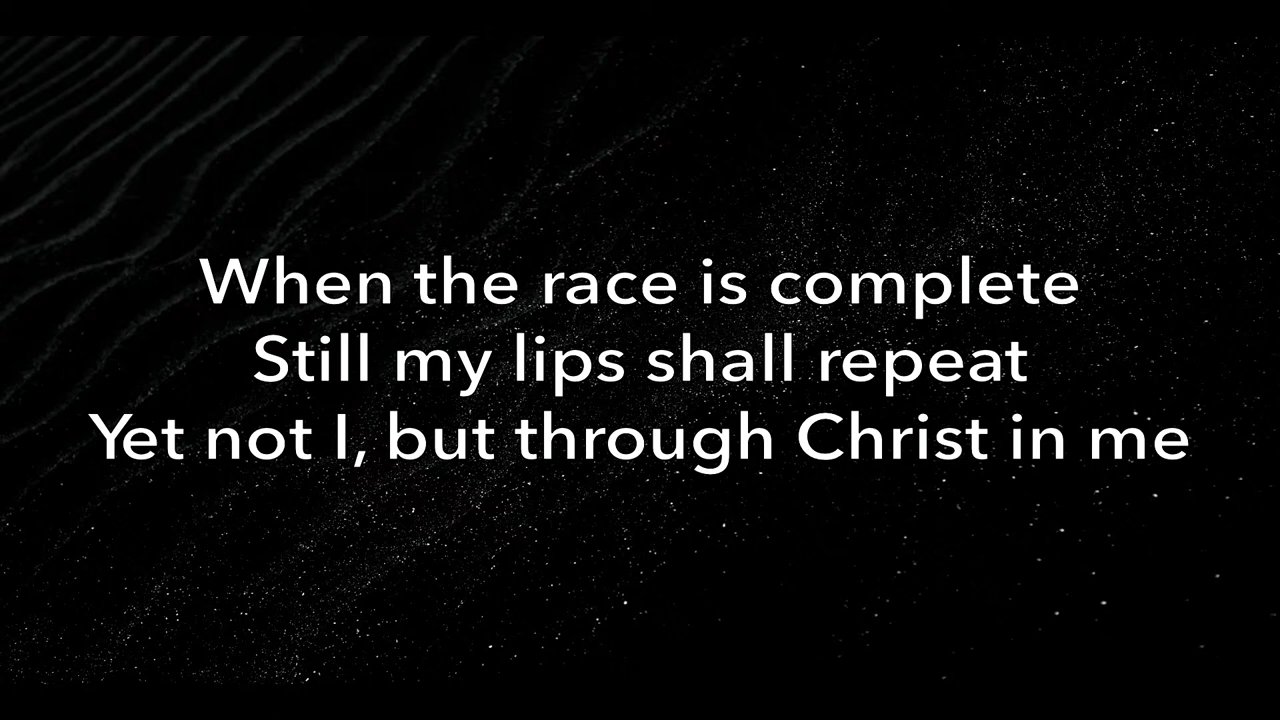 When the race is complete
Still my lips shall repeat
Yet not I, but through Christ in me